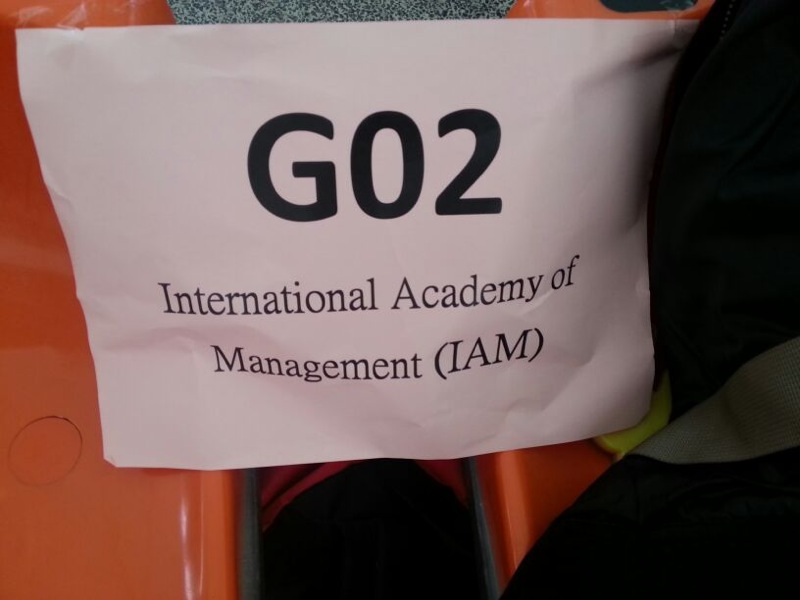 G02
International Academy of
Management (IAM)